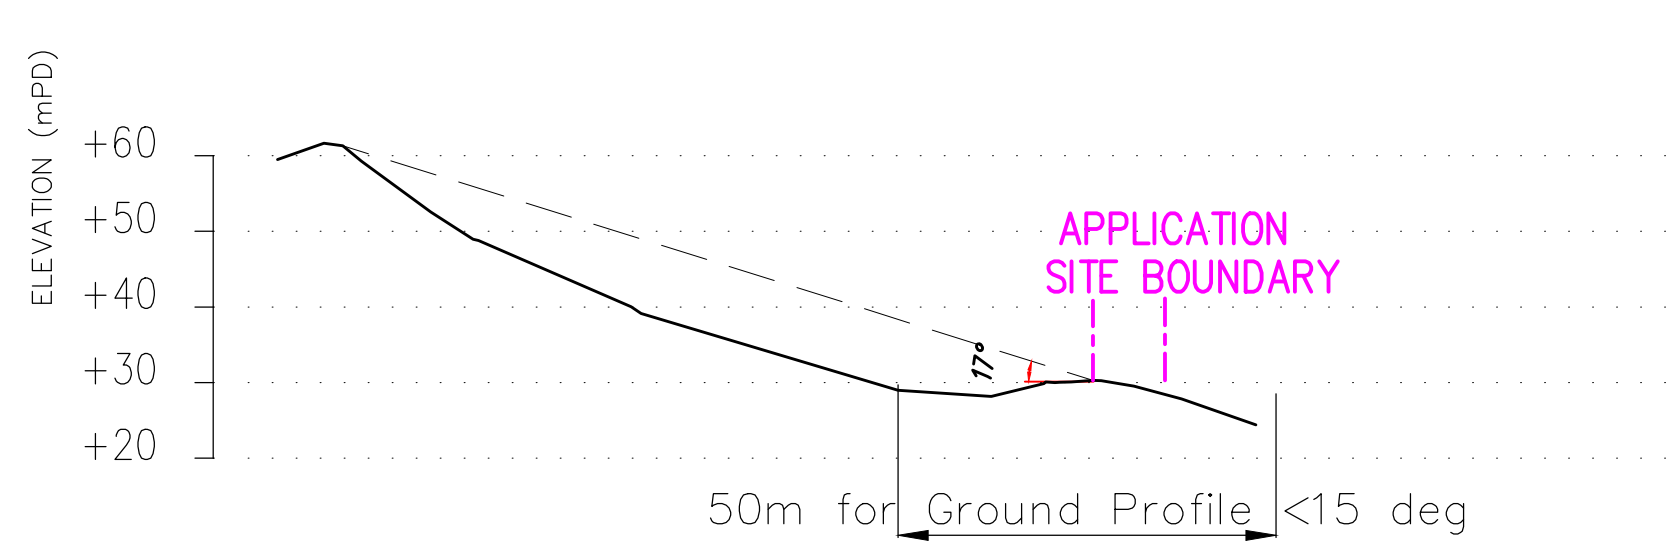 ELEVATION (mPD)
+60
+50
+40
+30
+20
APPLICATION
SITE BOUNDARY
17°
50m for Ground Profile <15 deg